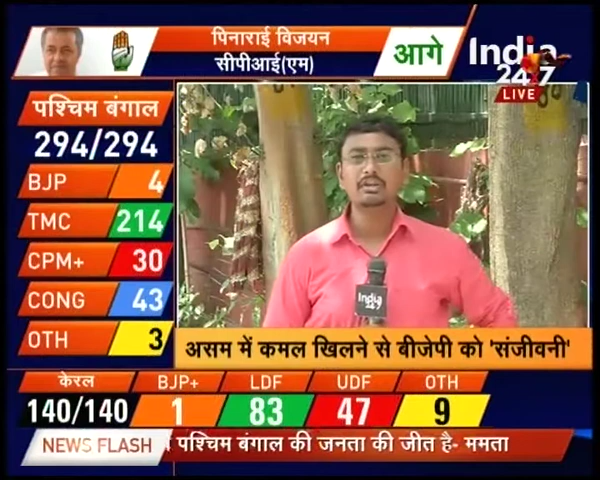 पिनाराई विजयन
सीपीआई(एम)
आगे
India
24x7
LIVE
पश्चिम बंगाल
294/294
BJP 4
TMC 214
CPM+ 30
CONG 43
OTH 3
India
24x7
असम में कमल खिलने से बीजेपी को 'संजीवनी'
केरल BJP+ LDF UDF OTH
140/140 1 83 47 9
NEWS FLASH पश्चिम बंगाल की जनता की जीत है- ममता